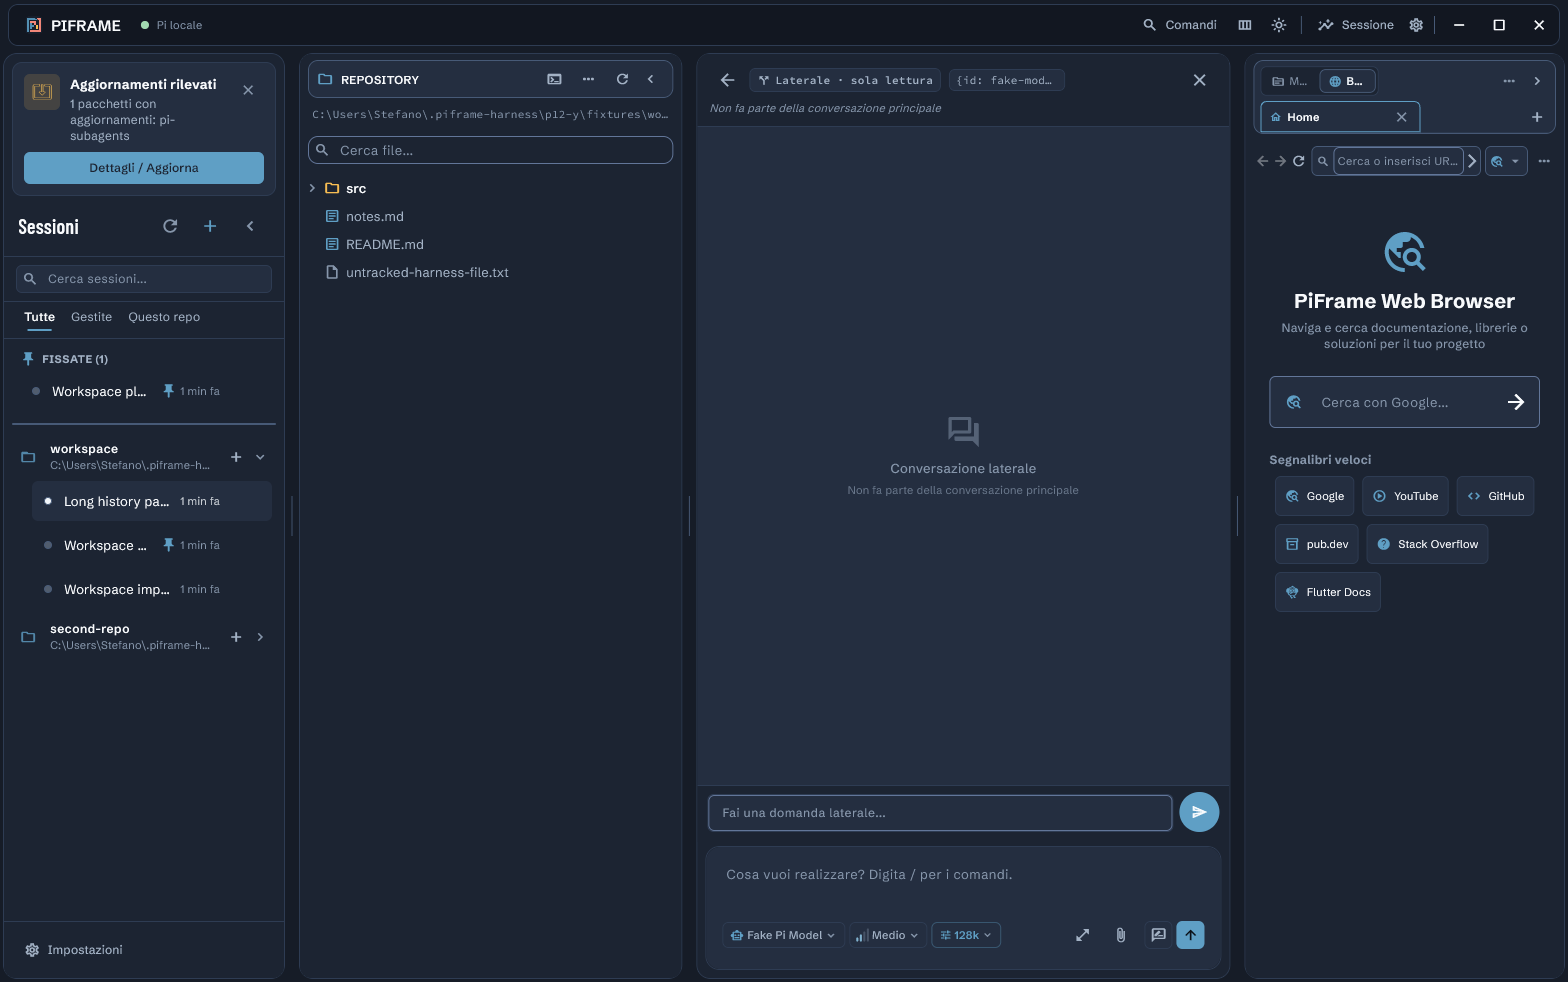 PIFRAME
Pi locale
Comandi
Sessione
Aggiornamenti rilevati
1 pacchetti con
aggiornamenti: pi-
subagents
Dettagli / Aggiorna
Sessioni
Cerca sessioni...
Tutte
Gestite
Questo repo
FISSATE (1)
Workspace pl...
1 min fa
workspace
C:\Users\Stefano\.piframe-h...
Long history pa...
1 min fa
Workspace ...
1 min fa
Workspace imp...
1 min fa
second-repo
C:\Users\Stefano\.piframe-h...
Impostazioni
REPOSITORY
C:\Users\Stefano\.piframe-harness\p12-y\fixtures\wo...
Cerca file...
src
notes.md
README.md
untracked-harness-file.txt
Laterale · sola lettura
{id: fake-mod...
Non fa parte della conversazione principale
Conversazione laterale
Non fa parte della conversazione principale
Fai una domanda laterale...
Cosa vuoi realizzare? Digita / per i comandi.
Fake Pi Model
Medio
128k
M...
B...
Home
Cerca o inserisci UR...
PiFrame Web Browser
Naviga e cerca documentazione, librerie o
soluzioni per il tuo progetto
Cerca con Google...
Segnalibri veloci
Google
YouTube
GitHub
pub.dev
Stack Overflow
Flutter Docs